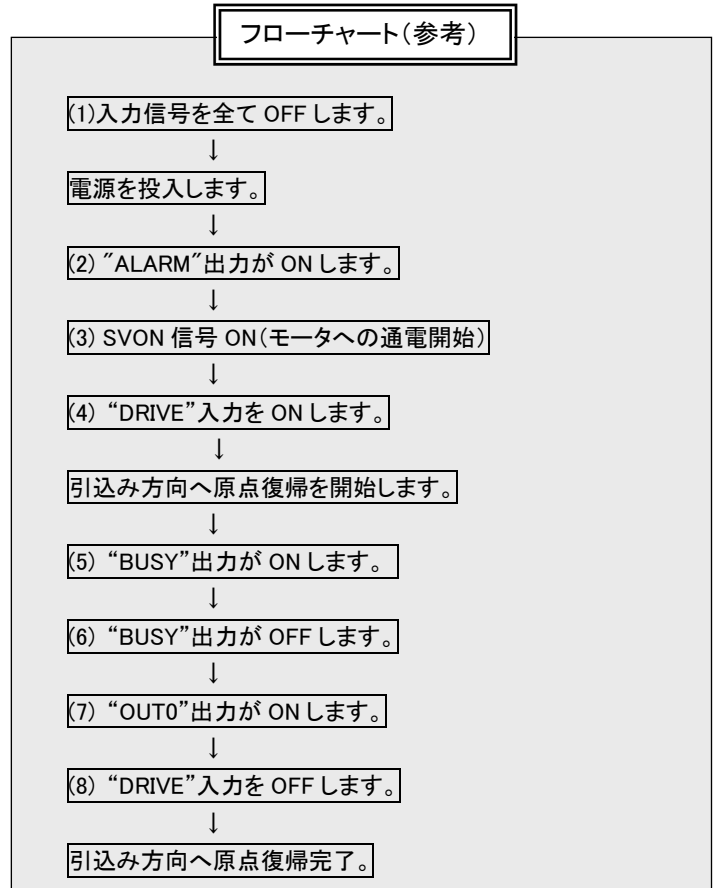 フローチャート（参考）
(1)入力信号を全て OFF します。
↓
電源を投入します。
↓
(2) ″ALARM″出力が ON します。
↓
(3) SVON 信号 ON（モータへの通電開始）
↓
(4) “DRIVE”入力を ON します。
↓
引込み方向へ原点復帰を開始します。
↓
(5) “BUSY”出力が ON します。
↓
(6) “BUSY”出力が OFF します。
↓
(7) “OUT0”出力が ON します。
↓
(8) “DRIVE”入力を OFF します。
↓
引込み方向へ原点復帰完了。